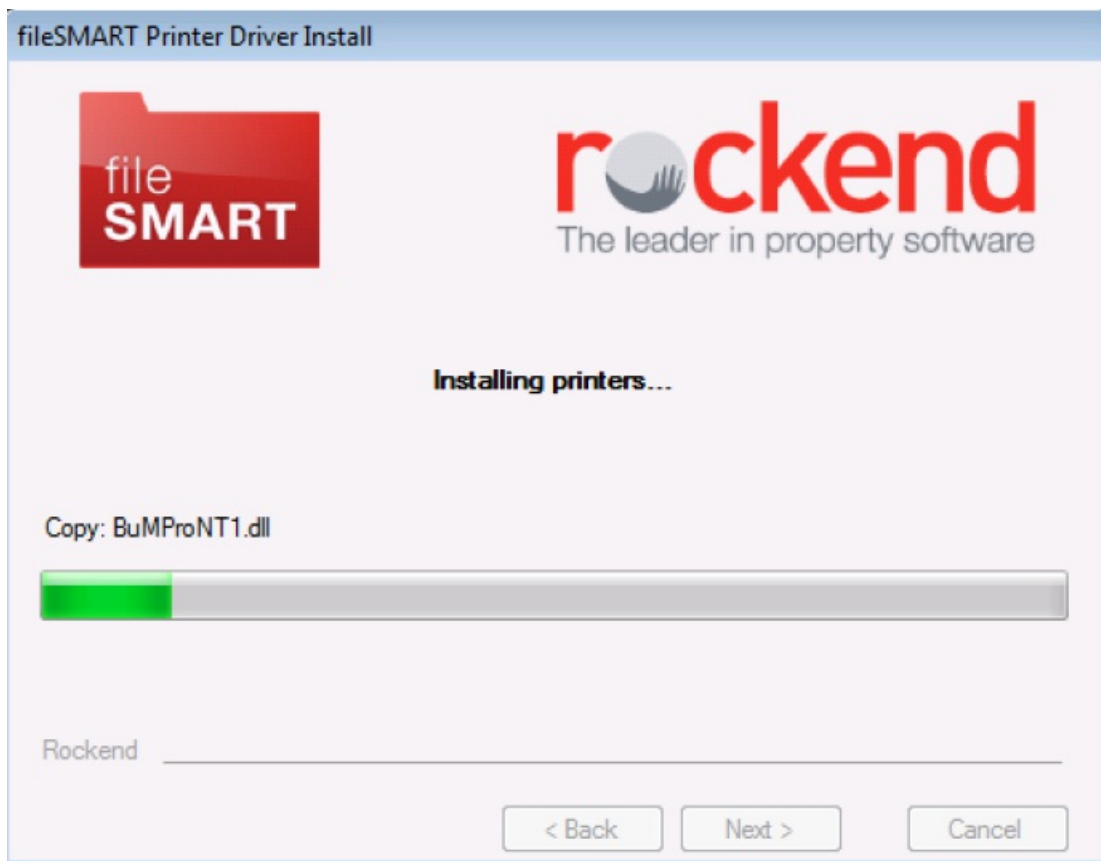 fileSMART Printer Driver Install
file
SMART
rockend
The leader in property software
Installing printers...
Copy: BuMProNT1.dll
Rockend
< Back
Next >
Cancel